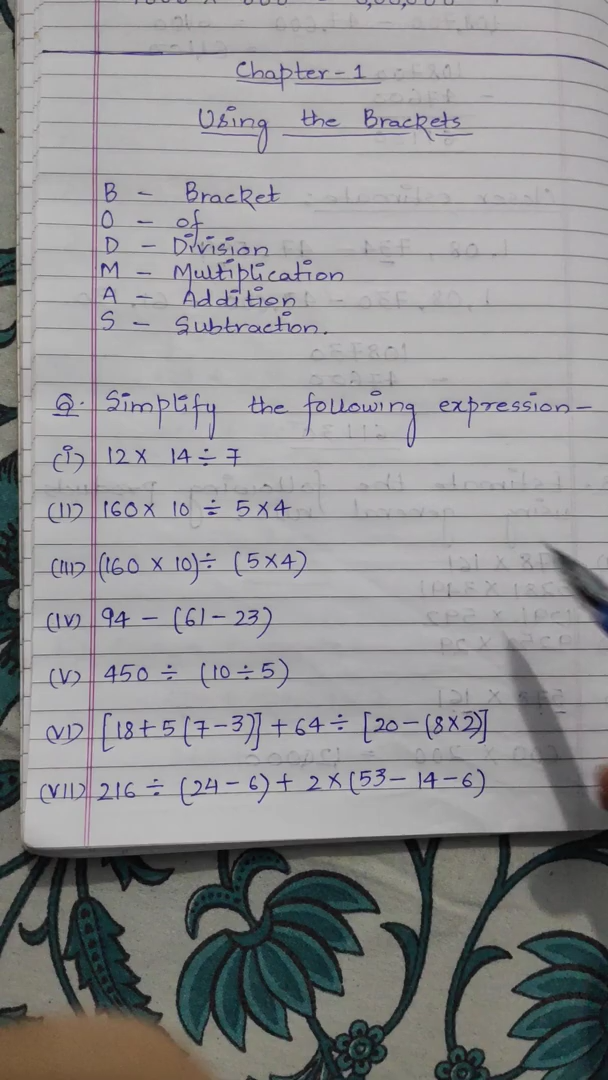 Chapter-1
Using the Brackets
B - Bracket
O - of
D - Division
M - Multiplication
A - Addition
S - Subtraction.
Q. Simplify the following expression-
(i) 12 × 14 ÷ 7
(II) 160 × 10 ÷ 5 × 4
(III) (160 × 10) ÷ (5 × 4)
(IV) 94 - (61 - 23)
(V) 450 ÷ (10 ÷ 5)
(VI) [18 + 5 (7 - 3)] + 64 ÷ [20 - (8 × 2)]
(VII) 216 ÷ (24 - 6) + 2 × (53 - 14 - 6)